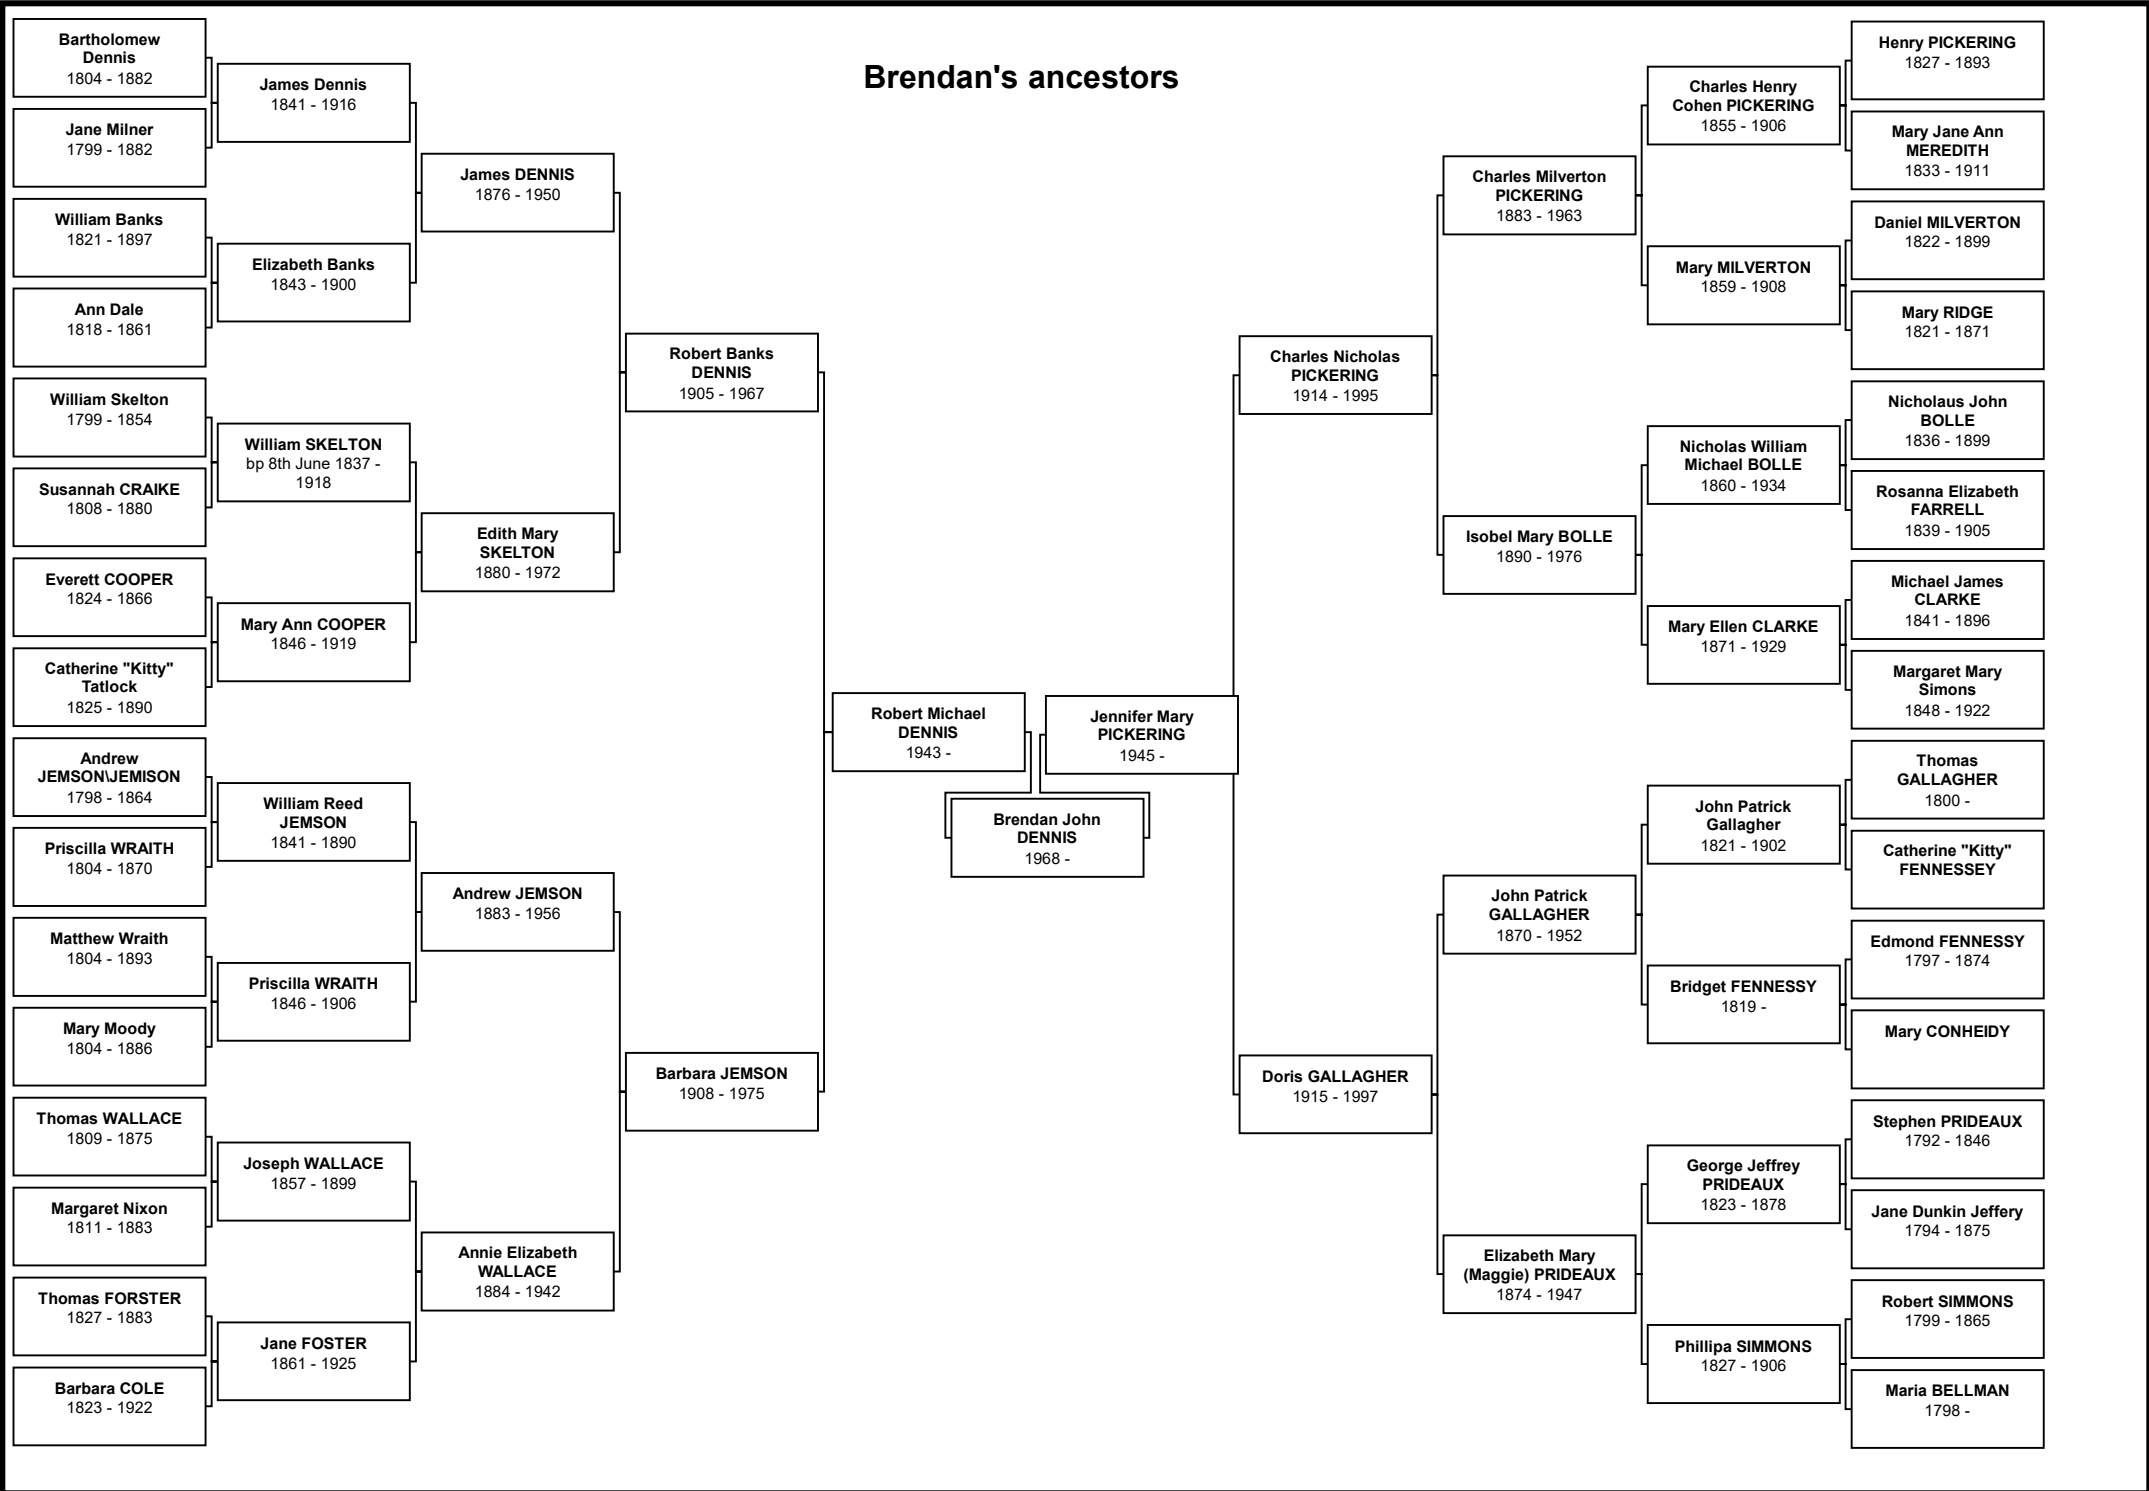 Brendan's ancestors
Bartholomew
Dennis
1804 - 1882
Jane Milner
1799 - 1882
William Banks
1821 - 1897
Ann Dale
1818 - 1861
William Skelton
1799 - 1854
Susannah CRAIKE
1808 - 1880
Everett COOPER
1824 - 1866
Catherine "Kitty"
Tatlock
1825 - 1890
Andrew
JEMSON\JEMISON
1798 - 1864
Priscilla WRAITH
1804 - 1870
Matthew Wraith
1804 - 1893
Mary Moody
1804 - 1886
Thomas WALLACE
1809 - 1875
Margaret Nixon
1811 - 1883
Thomas FORSTER
1827 - 1883
Barbara COLE
1823 - 1922
James Dennis
1841 - 1916
Elizabeth Banks
1843 - 1900
William SKELTON
bp 8th June 1837 -
1918
Mary Ann COOPER
1846 - 1919
William Reed
JEMSON
1841 - 1890
Priscilla WRAITH
1846 - 1906
Joseph WALLACE
1857 - 1899
Jane FOSTER
1861 - 1925
James DENNIS
1876 - 1950
Edith Mary
SKELTON
1880 - 1972
Andrew JEMSON
1883 - 1956
Annie Elizabeth
WALLACE
1884 - 1942
Robert Banks
DENNIS
1905 - 1967
Barbara JEMSON
1908 - 1975
Robert Michael
DENNIS
1943 -
Brendan John
DENNIS
1968 -
Jennifer Mary
PICKERING
1945 -
Charles Nicholas
PICKERING
1914 - 1995
Doris GALLAGHER
1915 - 1997
Charles Milverton
PICKERING
1883 - 1963
Isobel Mary BOLLE
1890 - 1976
John Patrick
GALLAGHER
1870 - 1952
Elizabeth Mary
(Maggie) PRIDEAUX
1874 - 1947
Charles Henry
Cohen PICKERING
1855 - 1906
Mary MILVERTON
1859 - 1908
Nicholas William
Michael BOLLE
1860 - 1934
Mary Ellen CLARKE
1871 - 1929
John Patrick
Gallagher
1821 - 1902
Bridget FENNESSY
1819 -
George Jeffrey
PRIDEAUX
1823 - 1878
Phillipa SIMMONS
1827 - 1906
Henry PICKERING
1827 - 1893
Mary Jane Ann
MEREDITH
1833 - 1911
Daniel MILVERTON
1822 - 1899
Mary RIDGE
1821 - 1871
Nicholaus John
BOLLE
1836 - 1899
Rosanna Elizabeth
FARRELL
1839 - 1905
Michael James
CLARKE
1841 - 1896
Margaret Mary
Simons
1848 - 1922
Thomas
GALLAGHER
1800 -
Catherine "Kitty"
FENNESSEY
Edmond FENNESSY
1797 - 1874
Mary CONHEIDY
Stephen PRIDEAUX
1792 - 1846
Jane Dunkin Jeffery
1794 - 1875
Robert SIMMONS
1799 - 1865
Maria BELLMAN
1798 -